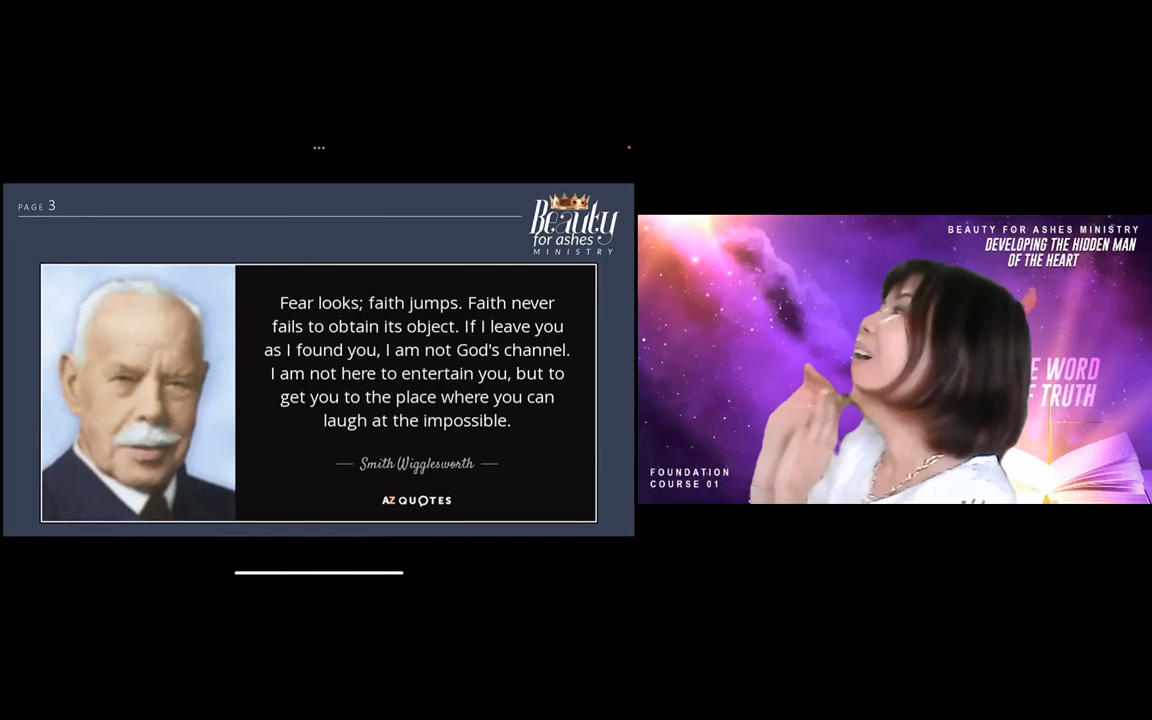 PAGE 3
Beauty
for ashes
MINISTRY
Fear looks; faith jumps. Faith never
fails to obtain its object. If I leave you
as I found you, I am not God's channel.
I am not here to entertain you, but to
get you to the place where you can
laugh at the impossible.
— Smith Wigglesworth —
AZ QUOTES
BEAUTY FOR ASHES MINISTRY
DEVELOPING THE HIDDEN MAN
OF THE HEART
WORD
TRUTH
FOUNDATION
COURSE 01